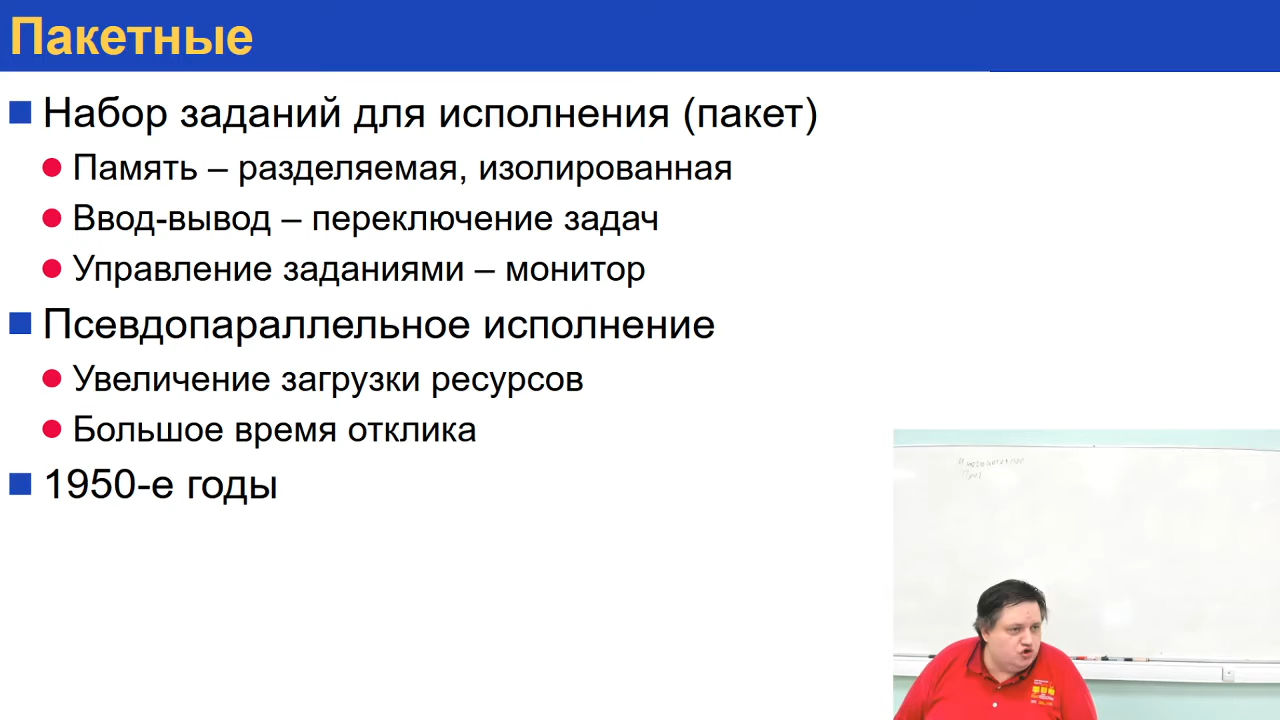 Пакетные
Набор заданий для исполнения (пакет)
Память – разделяемая, изолированная
Ввод-вывод – переключение задач
Управление заданиями – монитор
Псевдопараллельное исполнение
Увеличение загрузки ресурсов
Большое время отклика
1950-е годы